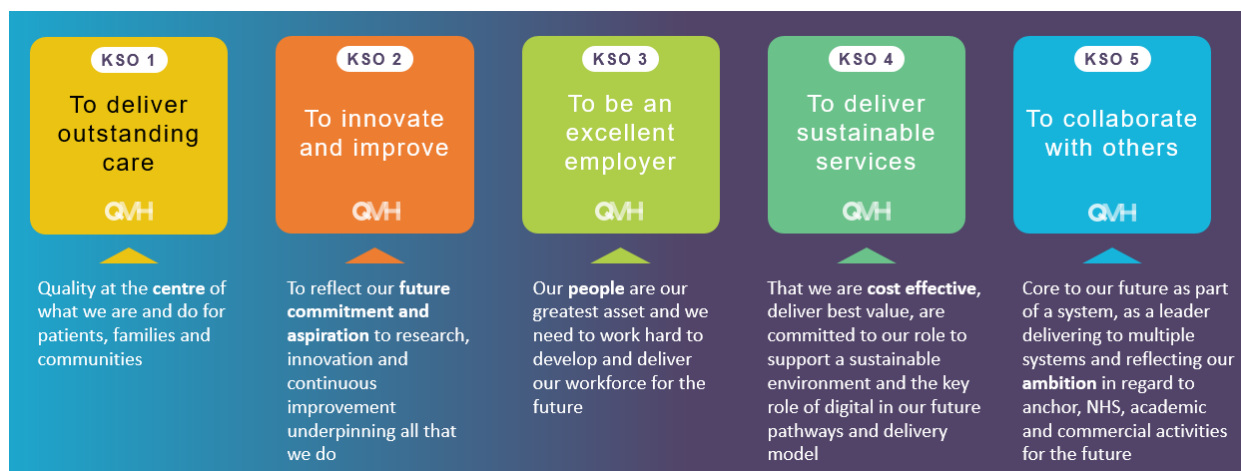 KSO 1
To deliver
outstanding
care
QVH
Quality at the centre of
what we are and do for
patients, families and
communities
KSO 2
To innovate
and improve
QVH
To reflect our future
commitment and
aspiration to research,
innovation and
continuous
improvement
underpinning all that
we do
KSO 3
To be an
excellent
employer
QVH
Our people are our
greatest asset and we
need to work hard to
develop and deliver
our workforce for the
future
KSO 4
To deliver
sustainable
services
QVH
That we are cost effective,
deliver best value, are
committed to our role to
support a sustainable
environment and the key
role of digital in our future
pathways and delivery
model
KSO 5
To collaborate
with others
QVH
Core to our future as part
of a system, as a leader
delivering to multiple
systems and reflecting our
ambition in regard to
anchor, NHS, academic
and commercial activities
for the future